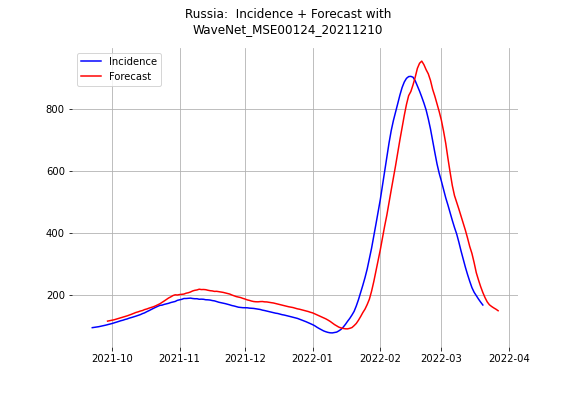 Russia:  Incidence + Forecast with
WaveNet_MSE00124_20211210
Incidence
Forecast
800
600
400
200
2021-10 2021-11 2021-12 2022-01 2022-02 2022-03 2022-04